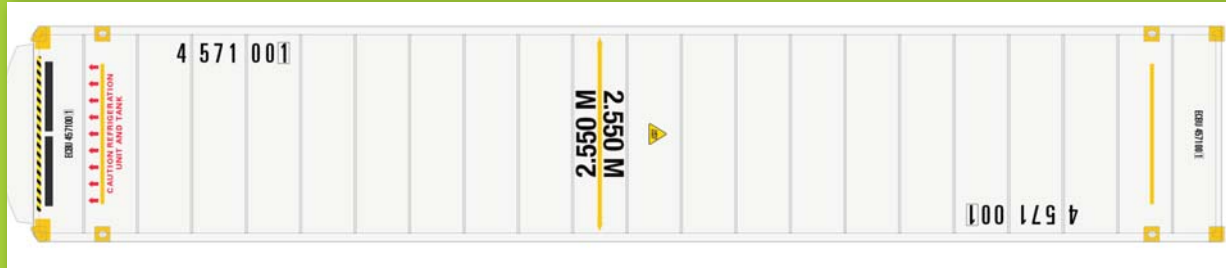 4 571 001
ECBU 457100 1
CAUTION REFRIGERATION
UNIT AND TANK
2.550 M
2.550 M
ECBU 457100 1
4 571 001